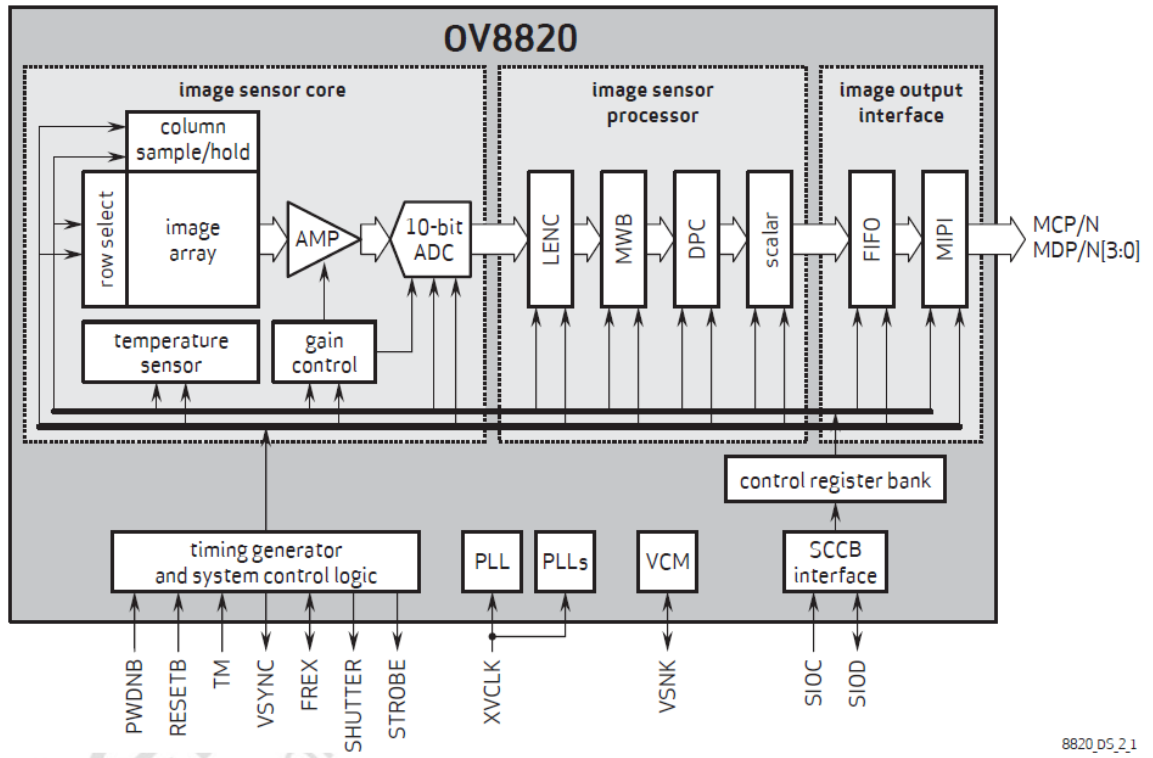 OV8820
image sensor core
image sensor
processor
image output
interface
column
sample/hold
row select
image
array
AMP
10-bit
ADC
LENC
MWB
DPC
scalar
FIFO
MIPI
MCP/N
MDP/N[3:0]
temperature
sensor
gain
control
control register bank
timing generator
and system control logic
PLL
PLLs
VCM
SCCB
interface
PWDNB
RESETB
TM
VSYNC
FREX
SHUTTER
STROBE
XVCLK
VSNK
SIOC
SIOD
8820_DS_2_1